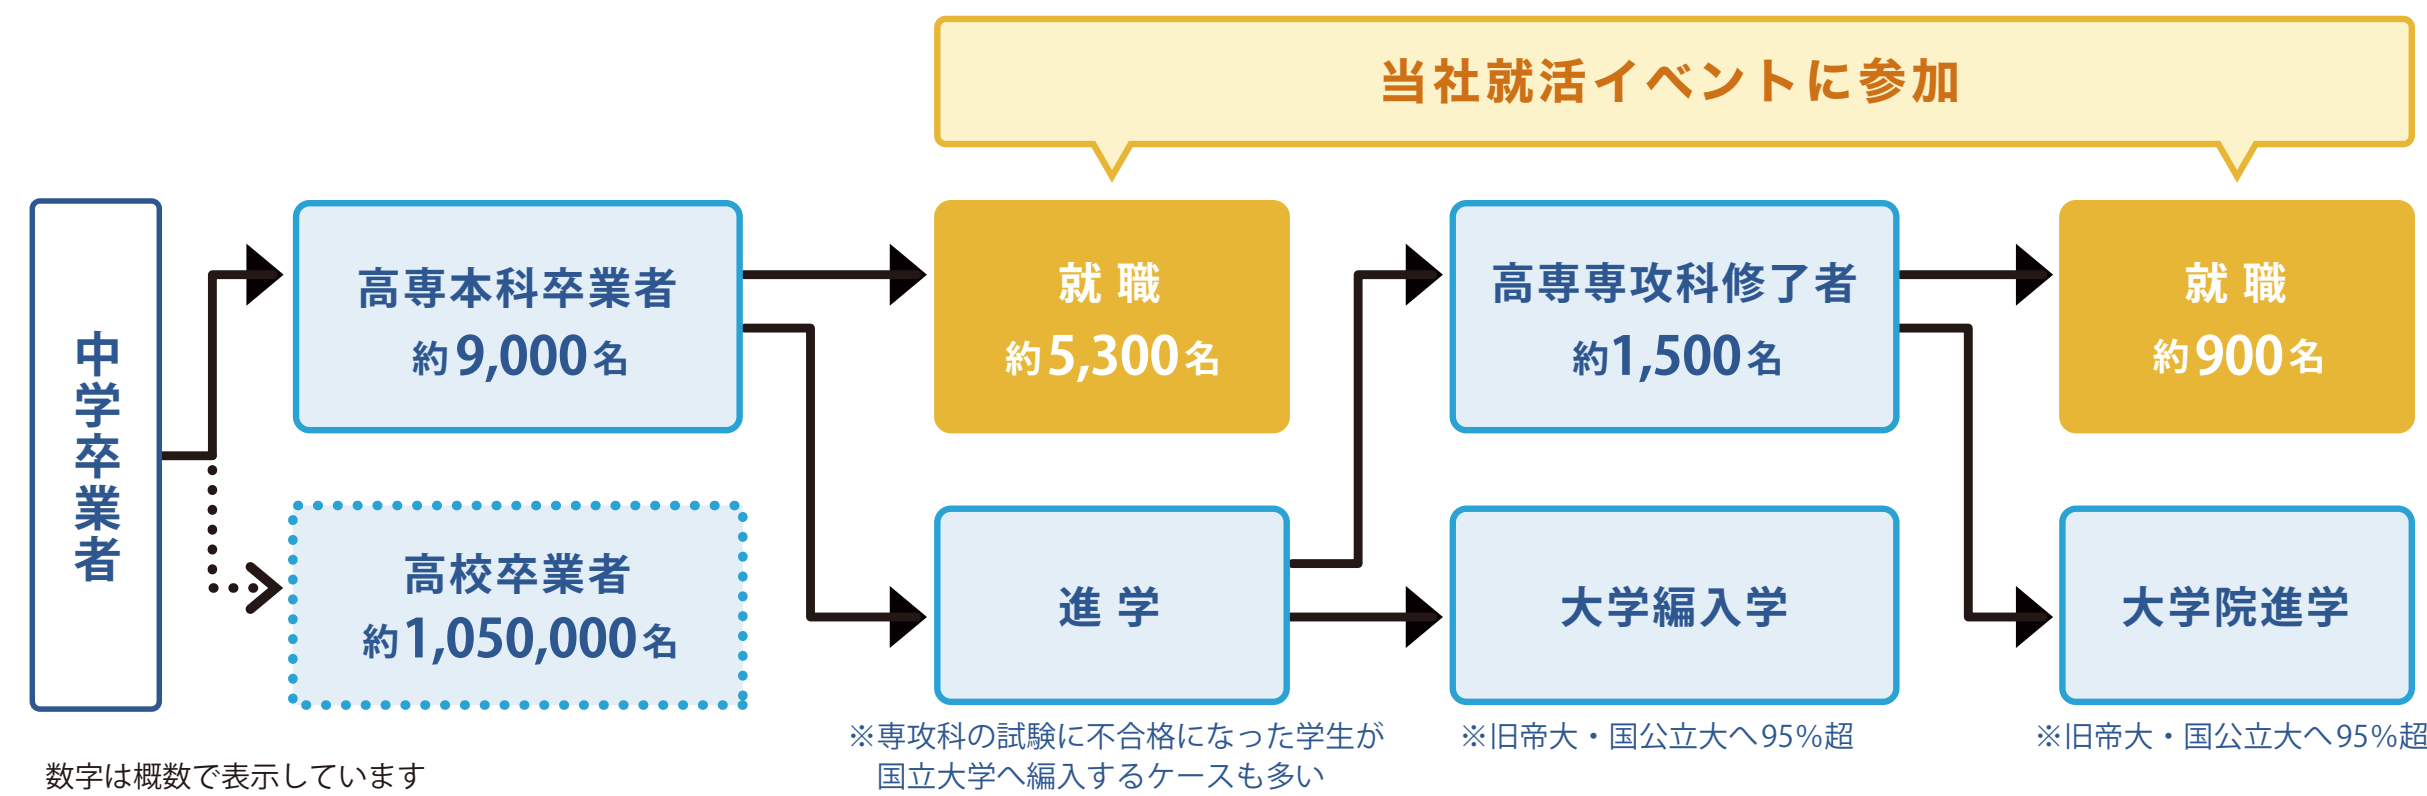 当社就活イベントに参加
中学卒業者
高専本科卒業者
約9,000名
高校卒業者
約1,050,000名
就 職
約5,300名
進 学
※専攻科の試験に不合格になった学生が
国立大学へ編入するケースも多い
高専専攻科修了者
約1,500名
大学編入学
※旧帝大・国公立大へ95%超
就 職
約900名
大学院進学
※旧帝大・国公立大へ95%超
数字は概数で表示しています